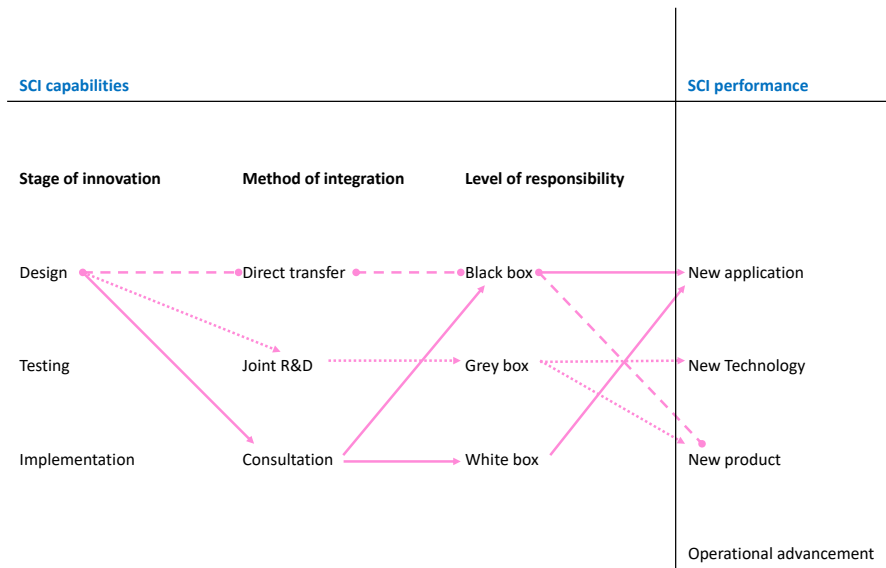 SCI capabilities SCI performance
Stage of innovation Method of integration Level of responsibility
Design Direct transfer Black box New application
Testing Joint R&D Grey box New Technology
Implementation Consultation White box New product
Operational advancement